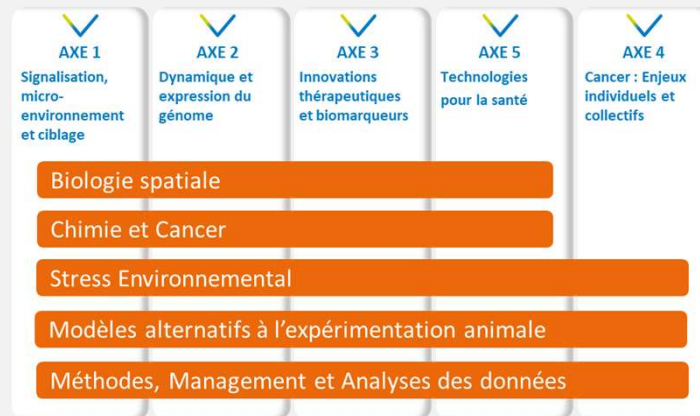 AXE 1
Signalisation,
micro-
environnement
et ciblage
AXE 2
Dynamique et
expression du
génome
AXE 3
Innovations
thérapeutiques
et biomarqueurs
AXE 5
Technologies
pour la santé
AXE 4
Cancer : Enjeux
individuels et
collectifs
Biologie spatiale
Chimie et Cancer
Stress Environnemental
Modèles alternatifs à l’expérimentation animale
Méthodes, Management et Analyses des données